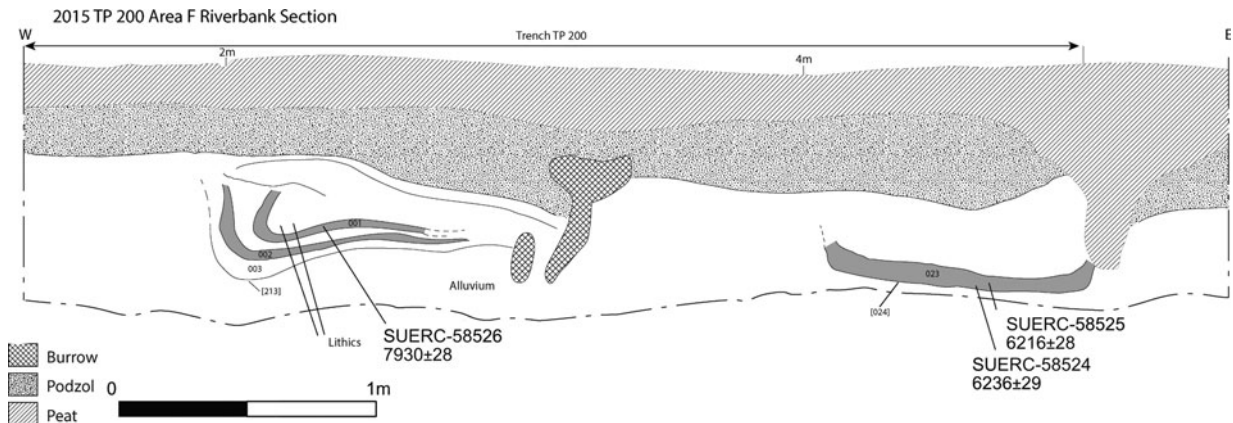 2015 TP 200 Area F Riverbank Section
W
E
Trench TP 200
2m
4m
001
002
003
[213]
Alluvium
023
[024]
Lithics
SUERC-58526
7930±28
SUERC-58525
6216±28
SUERC-58524
6236±29
Burrow
Podzol
Peat
0
1m